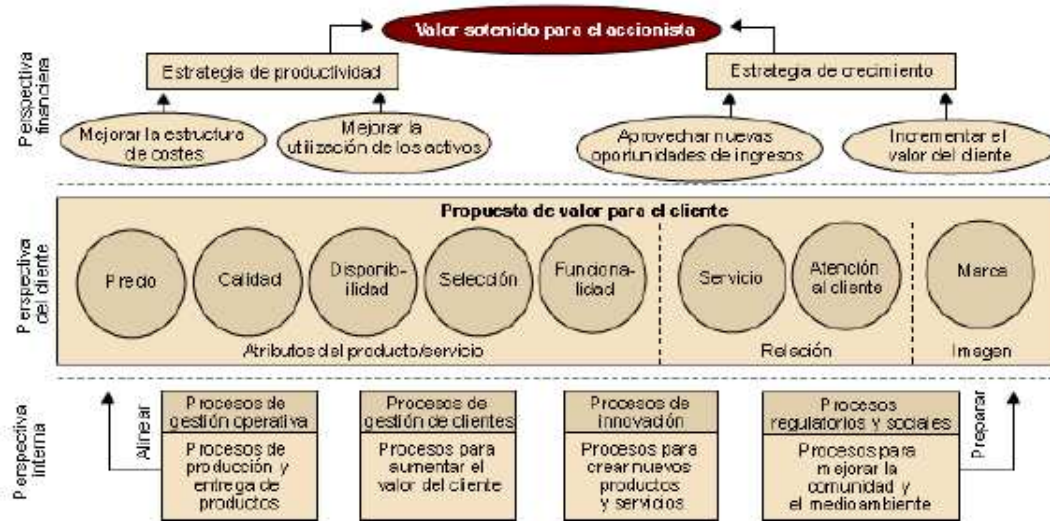 Valor sotenido para el accionista
Perspectiva
financiera
Estrategia de productividad
Estrategia de crecimiento
Mejorar la estructura
de costes
Mejorar la
utilización de los activos
Aprovechar nuevas
oportunidades de ingresos
Incrementar el
valor del cliente
Perspectiva
del cliente
Propuesta de valor para el cliente
Precio
Calidad
Disponib-
ilidad
Selección
Funciona-
lidad
Servicio
Atención
al cliente
Marca
Atributos del producto/servicio
Relación
Imagen
Perspectiva
interna
Alinear
Procesos de
gestión operativa
Procesos de
producción y
entrega de
productos
Procesos de
gestión de clientes
Procesos para
aumentar el
valor del cliente
Procesos de
innovación
Procesos para
crear nuevos
productos
y servicios
Procesos
regulatorios y sociales
Procesos para
mejorar la
comunidad y
el medio ambiente
Preparar